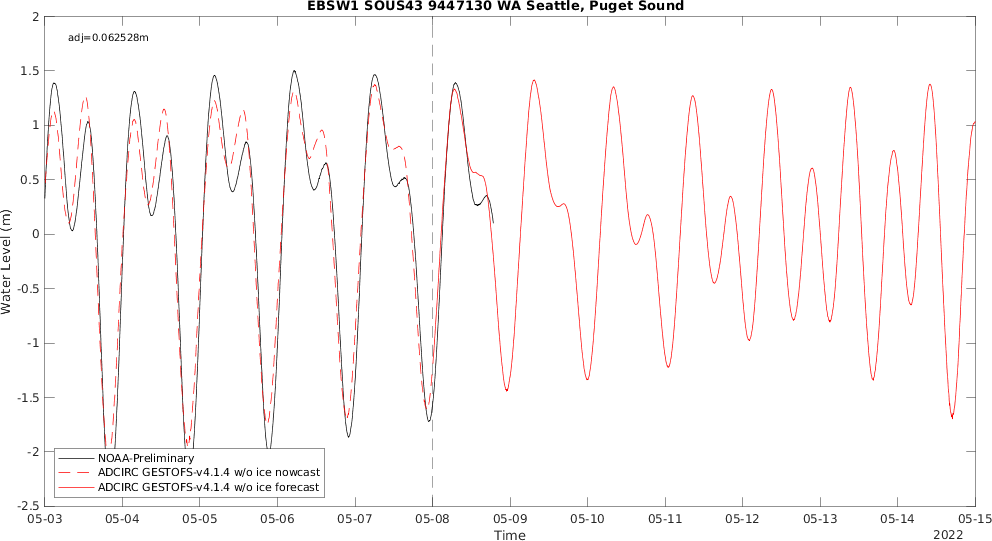 EBSW1 SOUS43 9447130 WA Seattle, Puget Sound
adj=0.062528m
2
1.5
1
0.5
0
-0.5
-1
-1.5
-2
-2.5
Water Level (m)
NOAA-Preliminary
ADCIRC GESTOFS-v4.1.4 w/o ice nowcast
ADCIRC GESTOFS-v4.1.4 w/o ice forecast
05-03 05-04 05-05 05-06 05-07 05-08 05-09 05-10 05-11 05-12 05-13 05-14 05-15
Time
2022